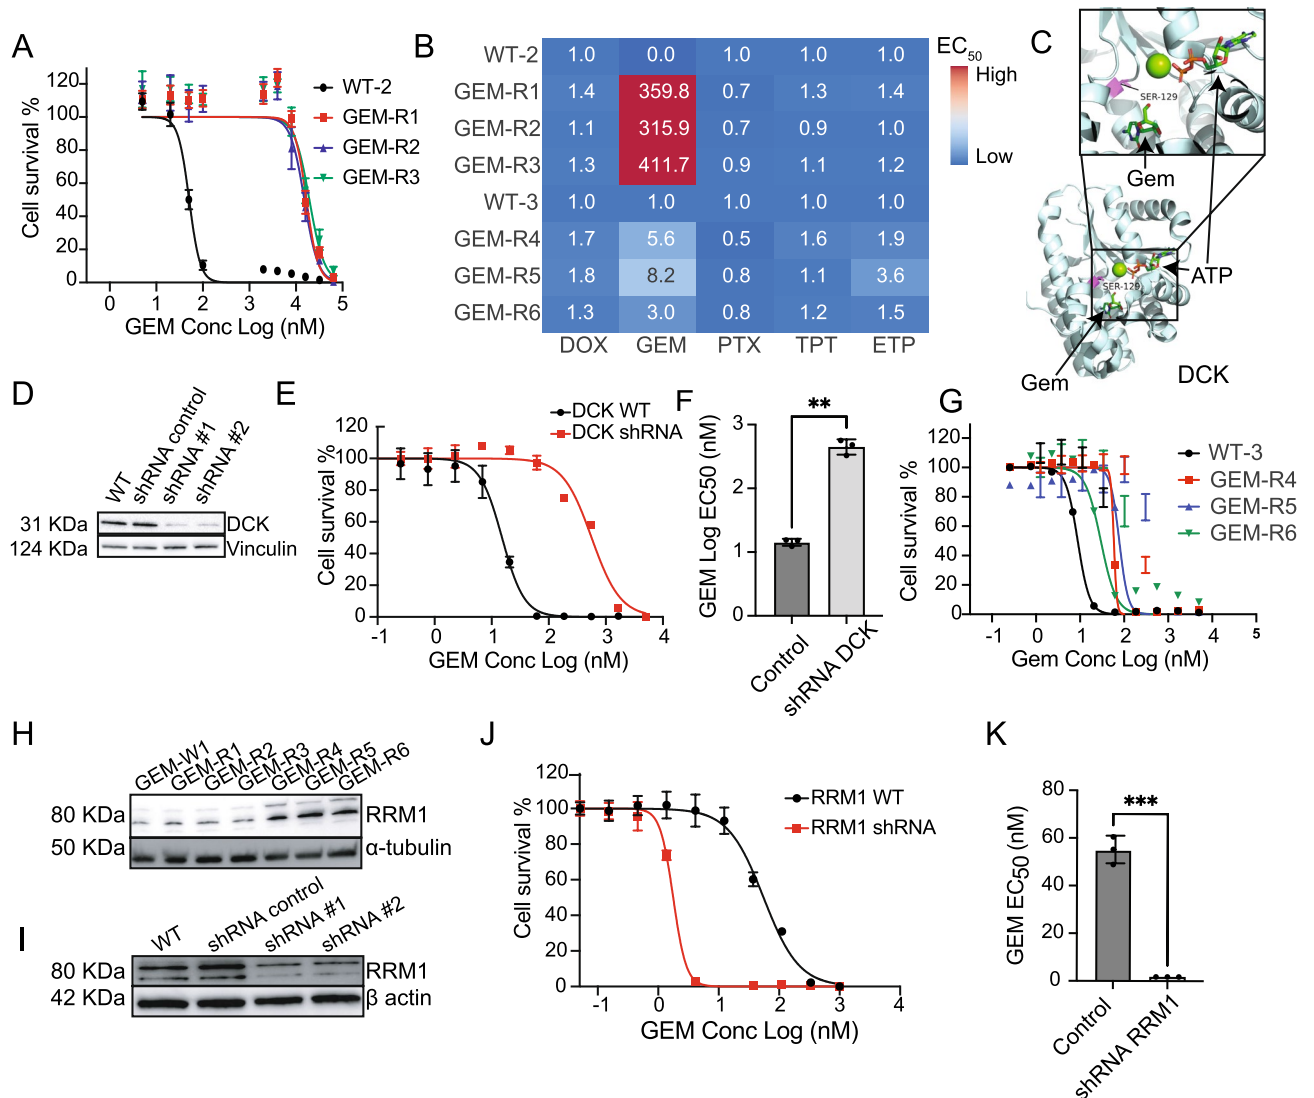 A
Cell survival %
120
100
80
60
40
20
0
0 1 2 3 4 5
GEM Conc Log (nM)
WT-2
GEM-R1
GEM-R2
GEM-R3
B
WT-2 1.0 0.0 1.0 1.0 1.0
GEM-R1 1.4 359.8 0.7 1.3 1.4
GEM-R2 1.1 315.9 0.7 0.9 1.0
GEM-R3 1.3 411.7 0.9 1.1 1.2
WT-3 1.0 1.0 1.0 1.0 1.0
GEM-R4 1.7 5.6 0.5 1.6 1.9
GEM-R5 1.8 8.2 0.8 1.1 3.6
GEM-R6 1.3 3.0 0.8 1.2 1.5
DOX GEM PTX TPT ETP
EC50
High
Low
C
SER-129
Gem
SER-129
ATP
Gem
DCK
D
WT
shRNA control
shRNA #1
shRNA #2
31 KDa DCK
124 KDa Vinculin
E
Cell survival %
120
100
80
60
40
20
0
-1 0 1 2 3 4
GEM Conc Log (nM)
DCK WT
DCK shRNA
F
GEM Log EC50 (nM)
3
2
1
0
**
Control
shRNA DCK
G
Cell survival %
120
100
80
60
40
20
0
-1 0 1 2 3 4 5
Gem Conc Log (nM)
WT-3
GEM-R4
GEM-R5
GEM-R6
H
GEM-W1
GEM-R1
GEM-R2
GEM-R3
GEM-R4
GEM-R5
GEM-R6
80 KDa RRM1
50 KDa α-tubulin
I
WT
shRNA control
shRNA #1
shRNA #2
80 KDa RRM1
42 KDa β actin
J
Cell survival %
120
100
80
60
40
20
0
-1 0 1 2 3 4
GEM Conc Log (nM)
RRM1 WT
RRM1 shRNA
K
GEM EC50 (nM)
80
60
40
20
0
***
Control
shRNA RRM1